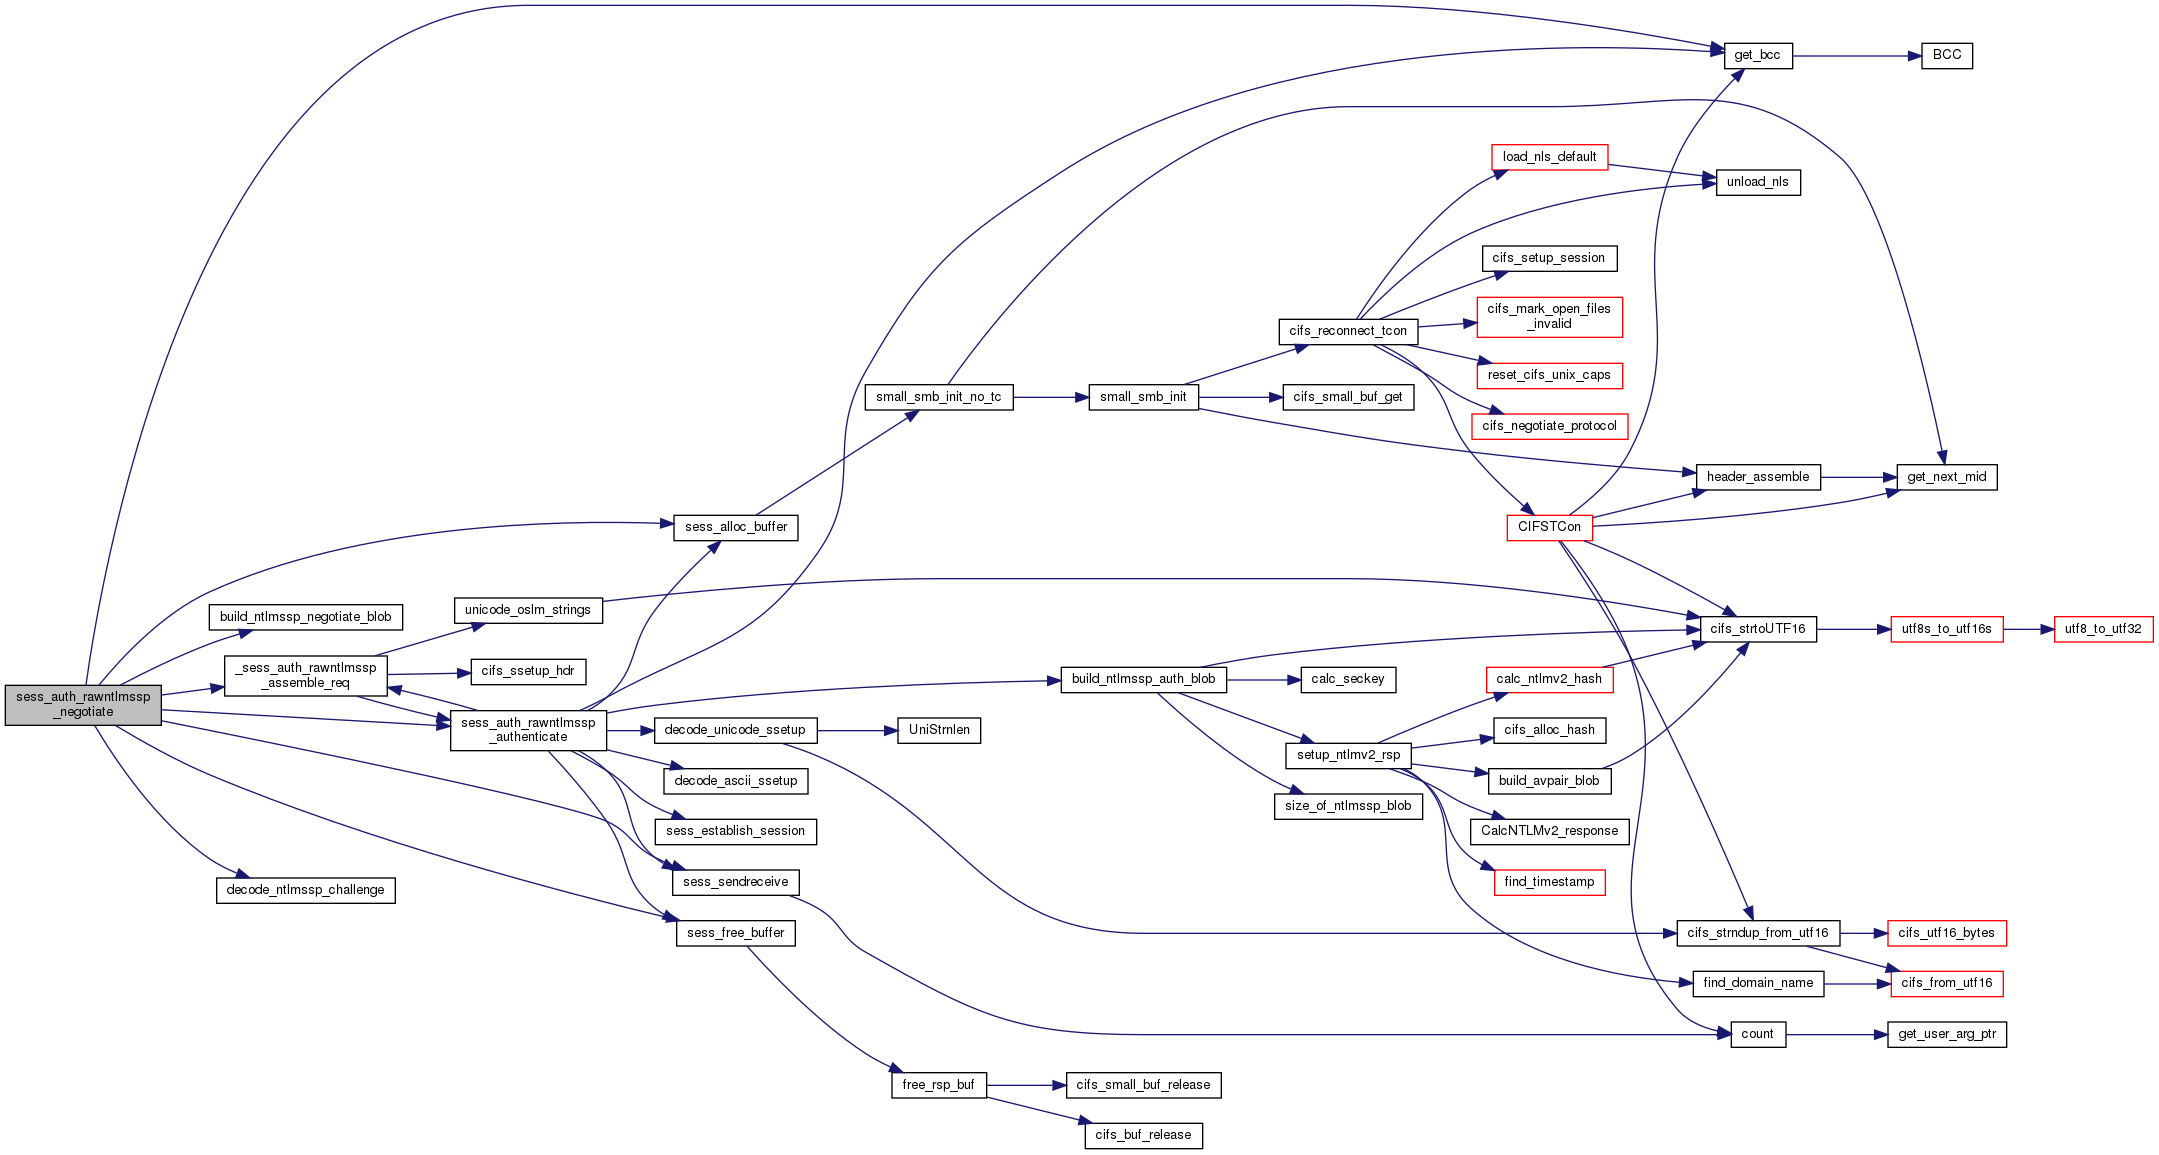 get_bcc
BCC
load_nls_default
unload_nls
cifs_setup_session
cifs_mark_open_files
_invalid
cifs_reconnect_tcon
reset_cifs_unix_caps
small_smb_init_no_tc
small_smb_init
cifs_small_buf_get
cifs_negotiate_protocol
header_assemble
get_next_mid
sess_alloc_buffer
CIFSTCon
build_ntlmssp_negotiate_blob
unicode_oslm_strings
cifs_strtoUTF16
utf8s_to_utf16s
utf8_to_utf32
_sess_auth_rawntlmssp
_assemble_req
cifs_ssetup_hdr
build_ntlmssp_auth_blob
calc_seckey
calc_ntlmv2_hash
sess_auth_rawntlmssp
_negotiate
sess_auth_rawntlmssp
_authenticate
decode_unicode_ssetup
UniStrnlen
cifs_alloc_hash
setup_ntlmv2_rsp
decode_ascii_ssetup
build_avpair_blob
size_of_ntlmssp_blob
sess_establish_session
CalcNTLMv2_response
decode_ntlmssp_challenge
sess_sendreceive
find_timestamp
sess_free_buffer
cifs_strndup_from_utf16
cifs_utf16_bytes
find_domain_name
cifs_from_utf16
count
get_user_arg_ptr
free_rsp_buf
cifs_small_buf_release
cifs_buf_release